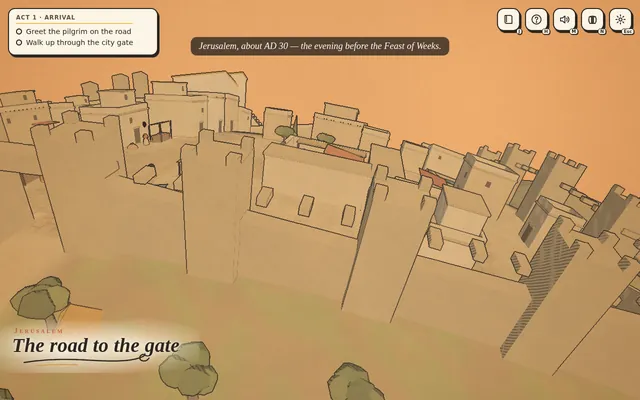 ACT 1 · ARRIVAL
Greet the pilgrim on the road
Walk up through the city gate
Jerusalem, about AD 30 — the evening before the Feast of Weeks.
Jerusalem
The road to the gate